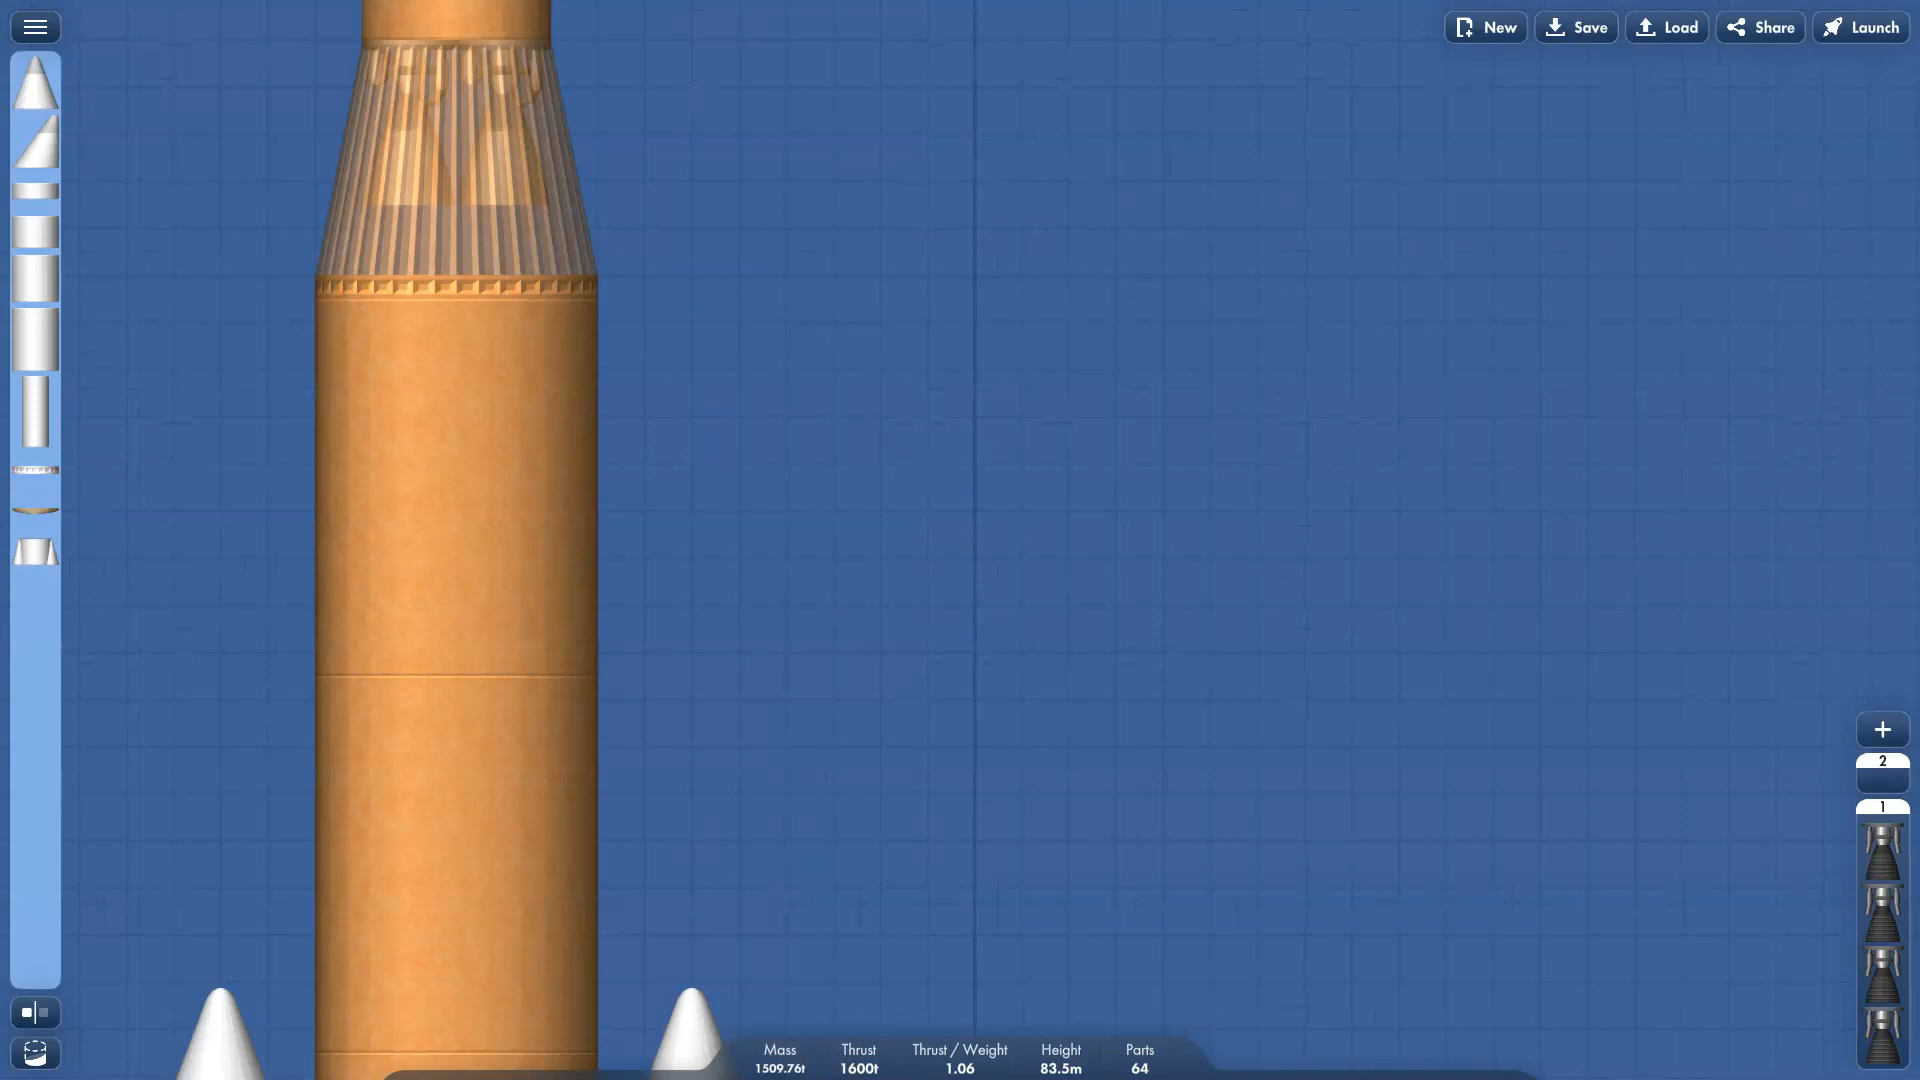 New Save Load Share Launch
2
1
Mass Thrust Thrust / Weight Height Parts
1509.76t 1600t 1.06 83.5m 64